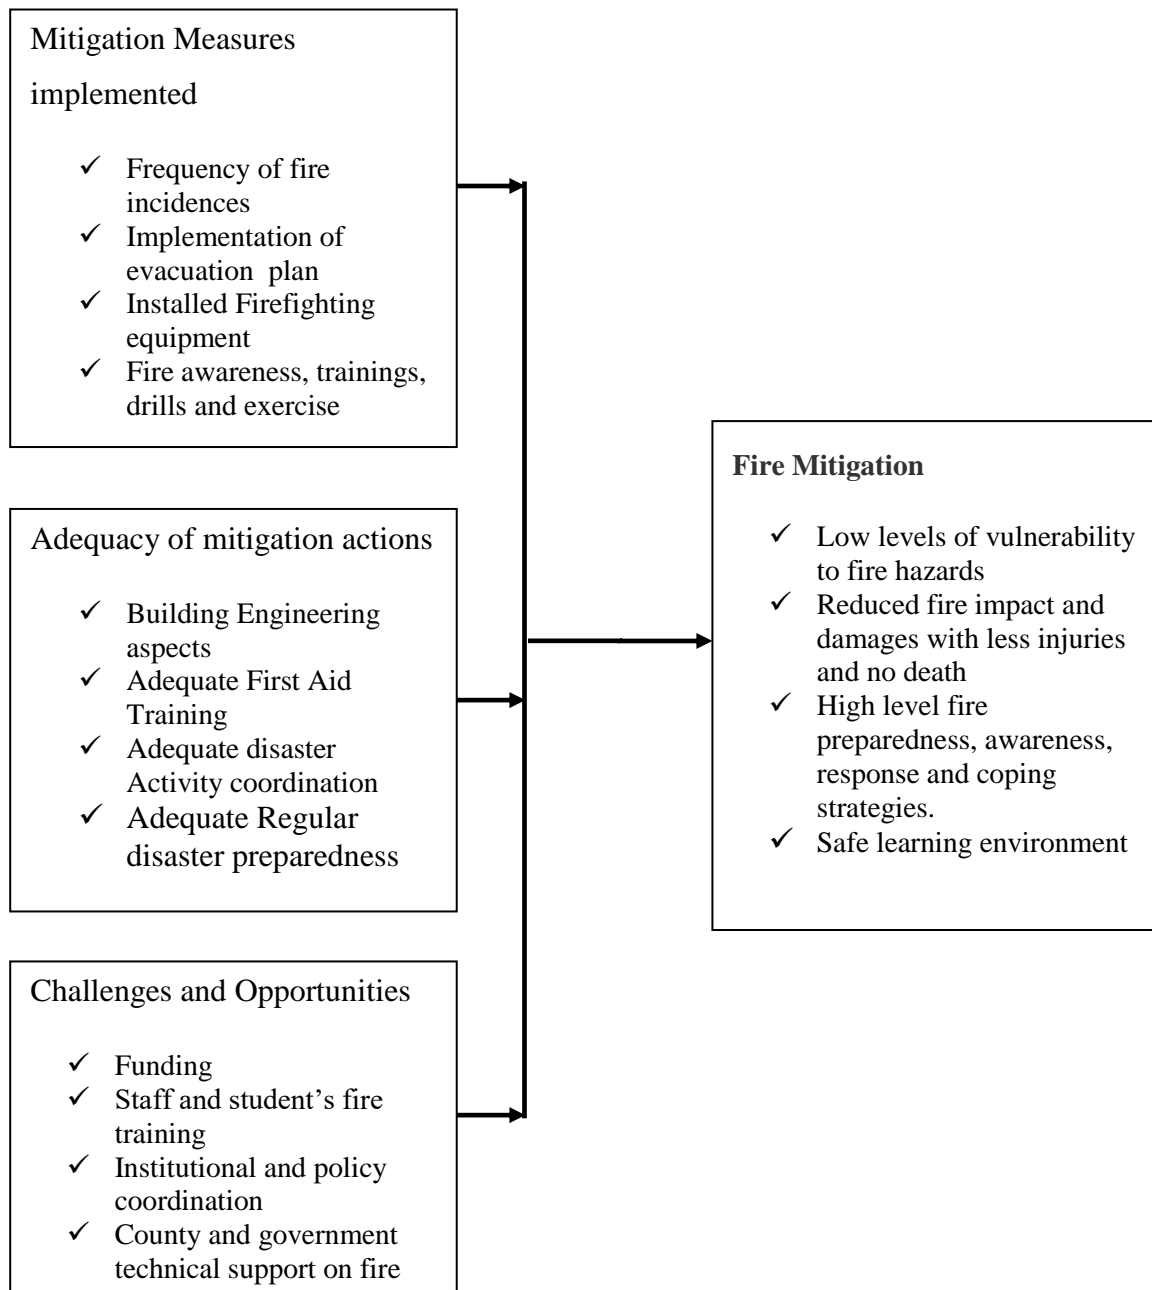 Mitigation Measures
implemented
✓ Frequency of fire
incidences
✓ Implementation of
evacuation  plan
✓ Installed Firefighting
equipment
✓ Fire awareness, trainings,
drills and exercise
Adequacy of mitigation actions
✓ Building Engineering
aspects
✓ Adequate First Aid
Training
✓ Adequate disaster
Activity coordination
✓ Adequate Regular
disaster preparedness
Challenges and Opportunities
✓ Funding
✓ Staff and student’s fire
training
✓ Institutional and policy
coordination
✓ County and government
technical support on fire
Fire Mitigation
✓ Low levels of vulnerability
to fire hazards
✓ Reduced fire impact and
damages with less injuries
and no death
✓ High level fire
preparedness, awareness,
response and coping
strategies.
✓ Safe learning environment